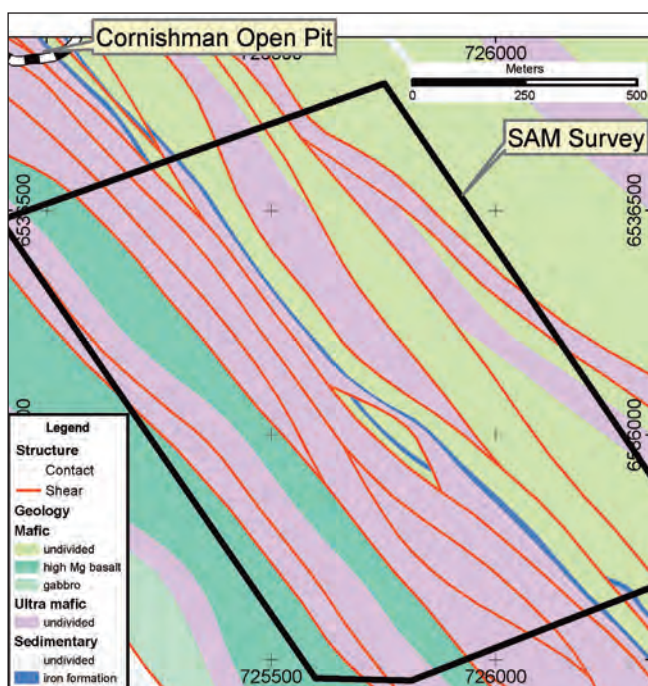 Cornishman Open Pit
726000
Meters
0 250 500
SAM Survey
6536500
6536500
6536000
Legend
Structure
Contact
Shear
Geology
Mafic
undivided
high Mg basalt
gabbro
Ultra mafic
undivided
Sedimentary
undivided
iron formation
725500
726000